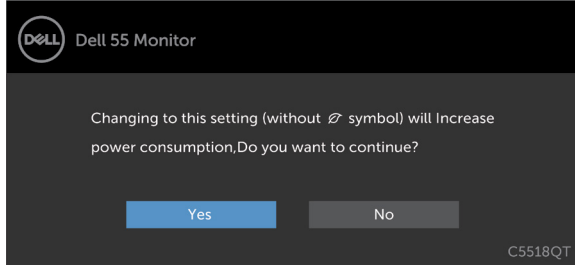 DELL
Dell 55 Monitor
Changing to this setting (without symbol) will Increase
power consumption,Do you want to continue?
Yes
No
C5518QT